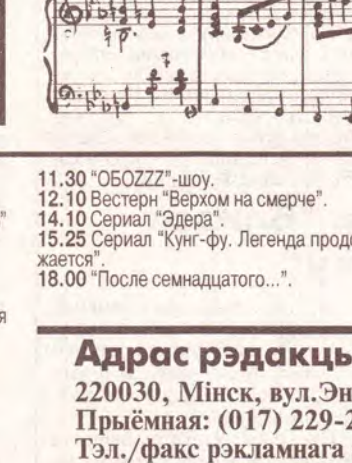 11.30 "ОБОZZZ"-шоу.
12.10 Вестерн "Верхом на смерче".
14.10 Сериал "Эдера".
15.25 Сериал "Кунг-фу. Легенда продо
жается".
18.00 "После семнадцатого...".
я
Адрас рэдакцы
220030, Мінск, вул.Эн
Прыёмная: (017) 229-2
Тэл./факс рэкламнага